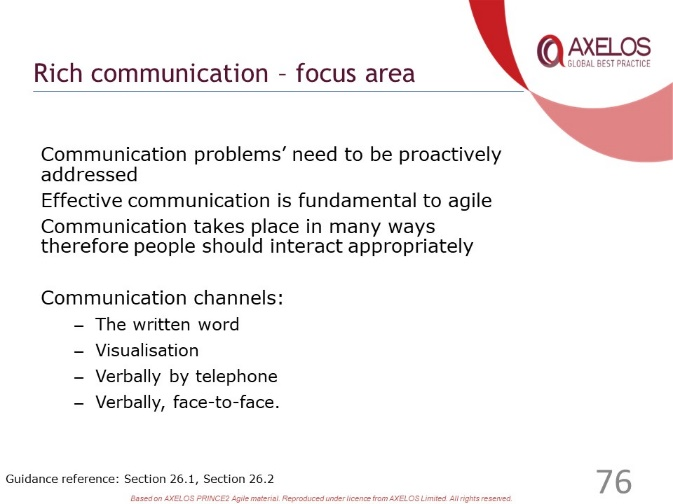 AXELOS
GLOBAL BEST PRACTICE
Rich communication – focus area
Communication problems’ need to be proactively
addressed
Effective communication is fundamental to agile
Communication takes place in many ways
therefore people should interact appropriately
Communication channels:
– The written word
– Visualisation
– Verbally by telephone
– Verbally, face-to-face.
Guidance reference: Section 26.1, Section 26.2
76
Based on AXELOS PRINCE2 Agile material. Reproduced under licence from AXELOS Limited. All rights reserved.